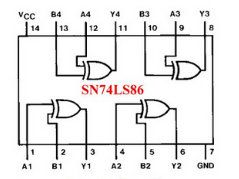 VCC B4 A4 Y4 B3 A3 Y3
14 13 12 11 10 9 8
SN74LS86
1 2 3 4 5 6 7
A1 B1 Y1 A2 B2 Y2 GND